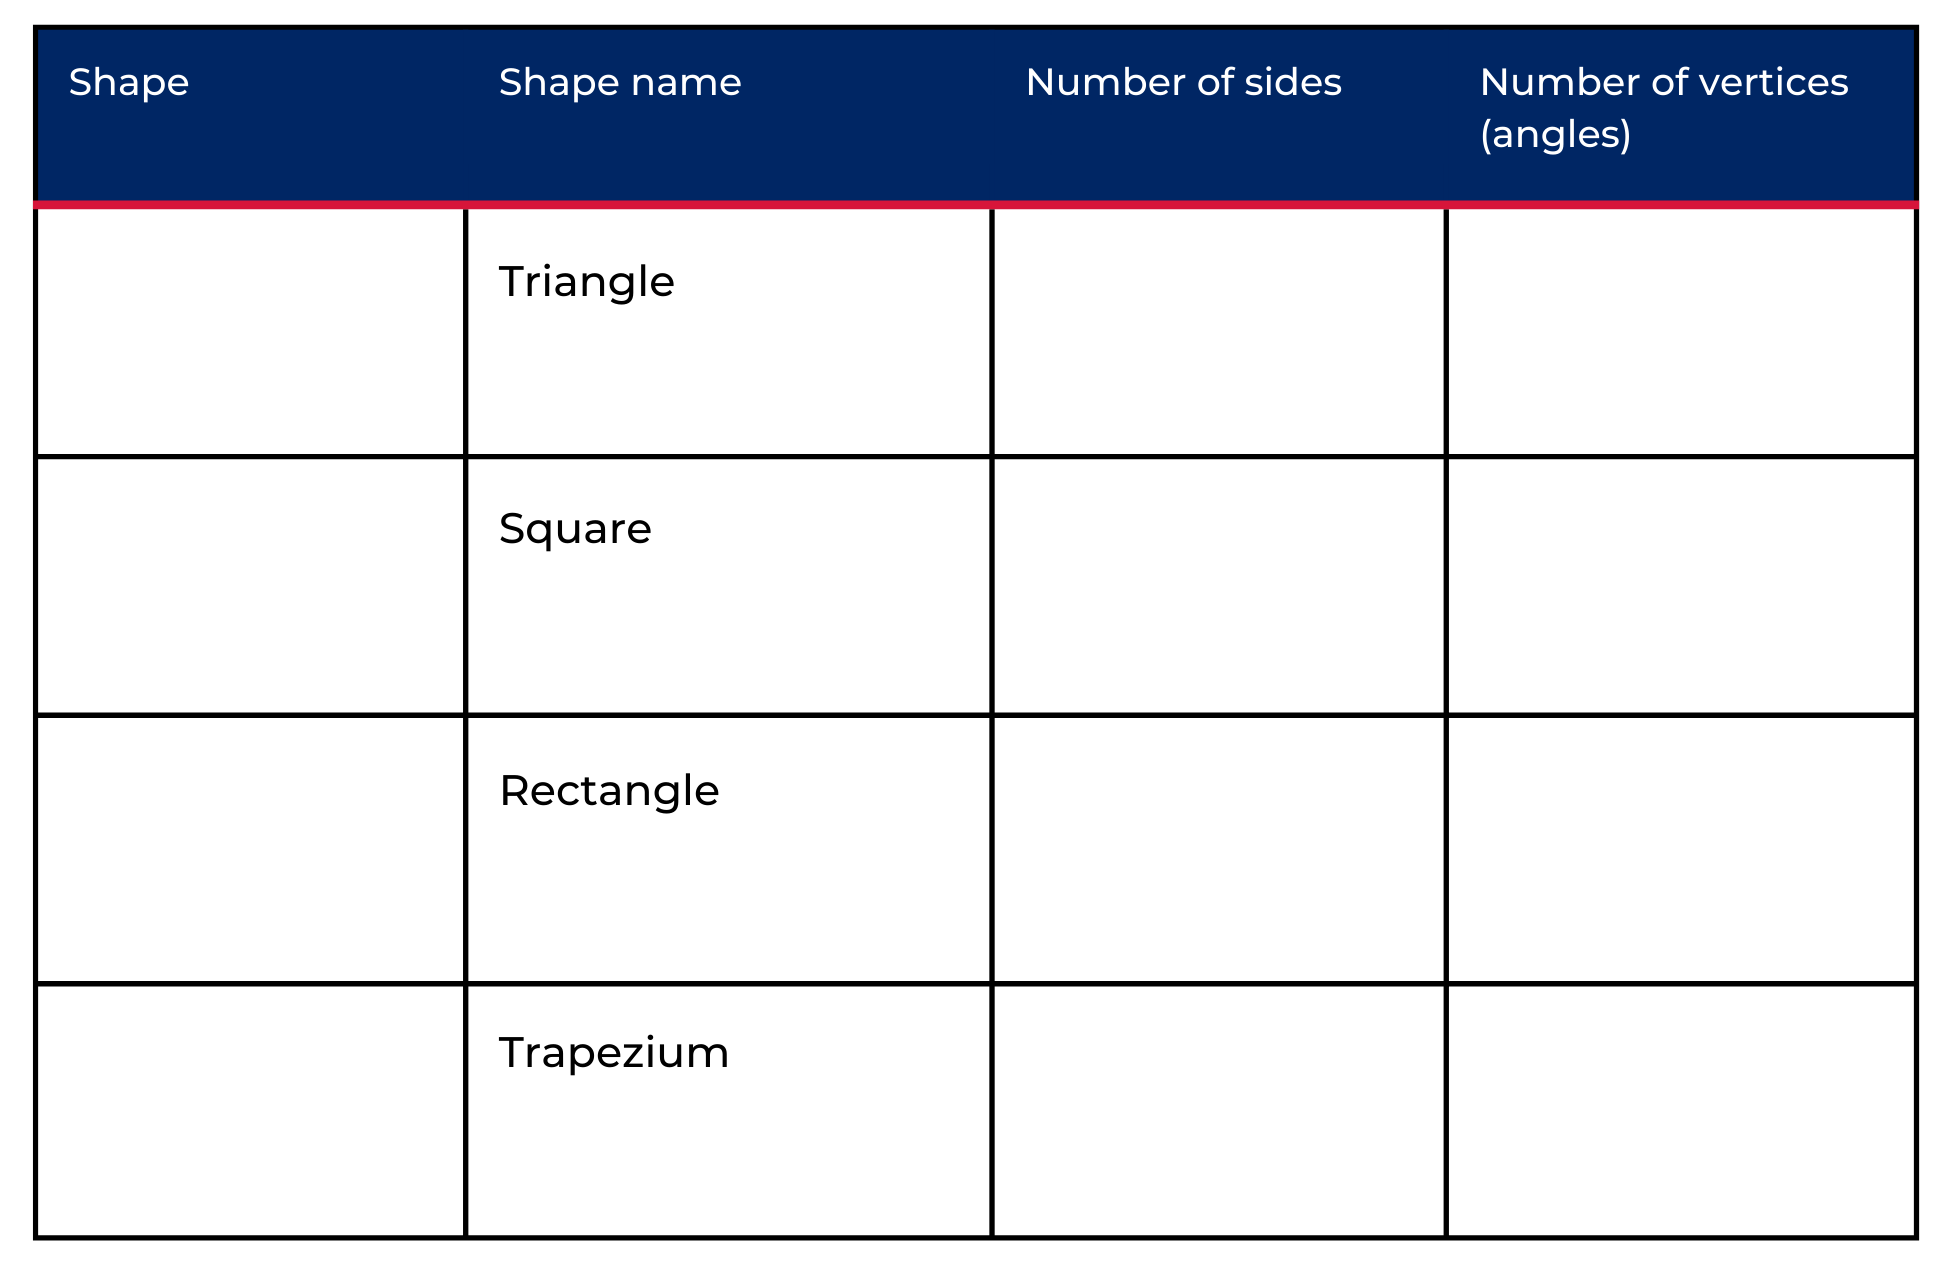 Shape
Shape name
Number of sides
Number of vertices
(angles)
Triangle
Square
Rectangle
Trapezium